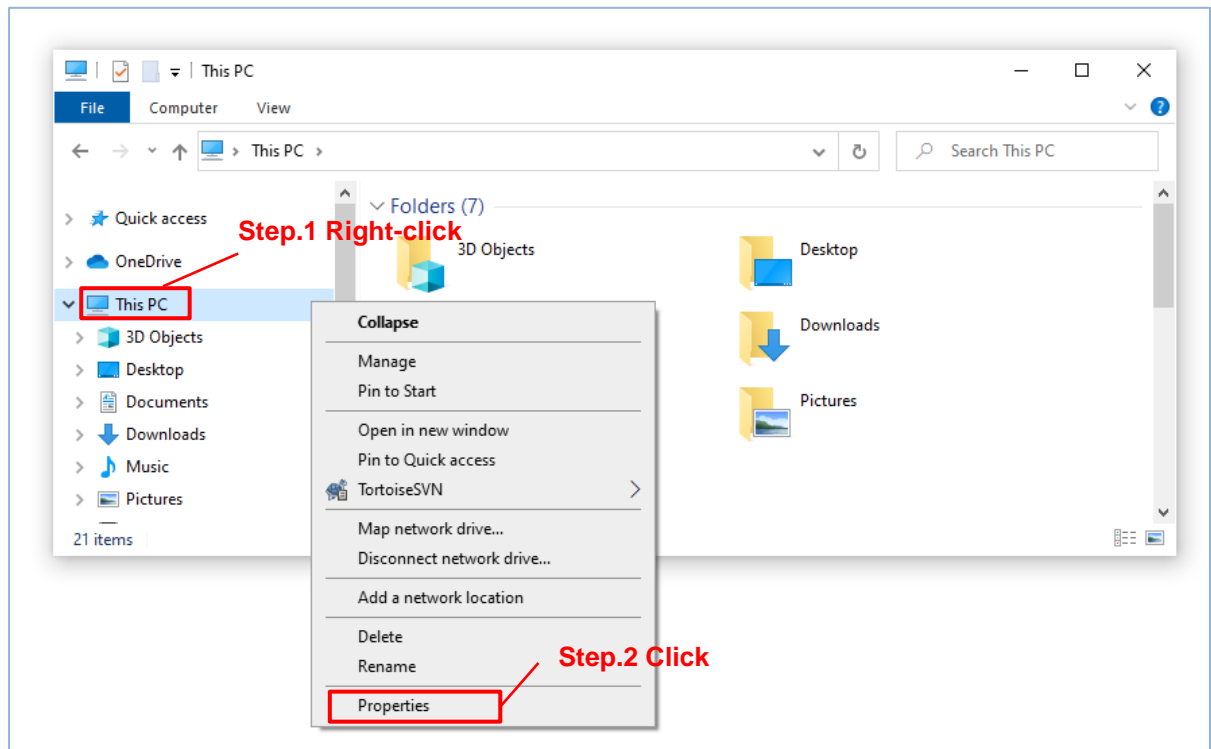 This PC
File Computer View
This PC
Search This PC
Quick access
OneDrive
This PC
3D Objects
Desktop
Documents
Downloads
Music
Pictures
21 items
Folders (7)
3D Objects
Desktop
Downloads
Pictures
Step.1 Right-click
Collapse
Manage
Pin to Start
Open in new window
Pin to Quick access
TortoiseSVN
Map network drive...
Disconnect network drive...
Add a network location
Delete
Rename
Properties
Step.2 Click